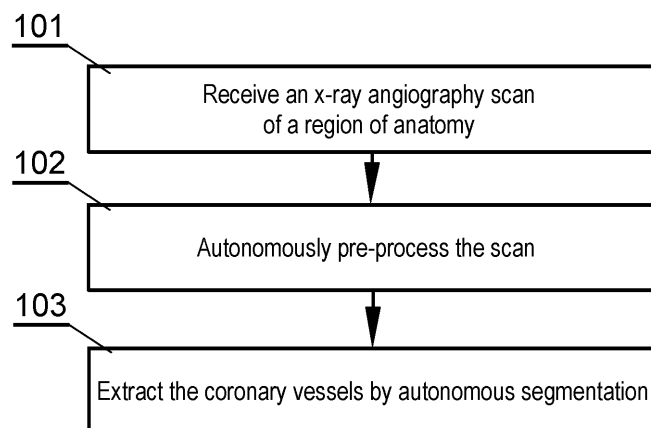 101
Receive an x-ray angiography scan
of a region of anatomy
102
Autonomously pre-process the scan
103
Extract the coronary vessels by autonomous segmentation